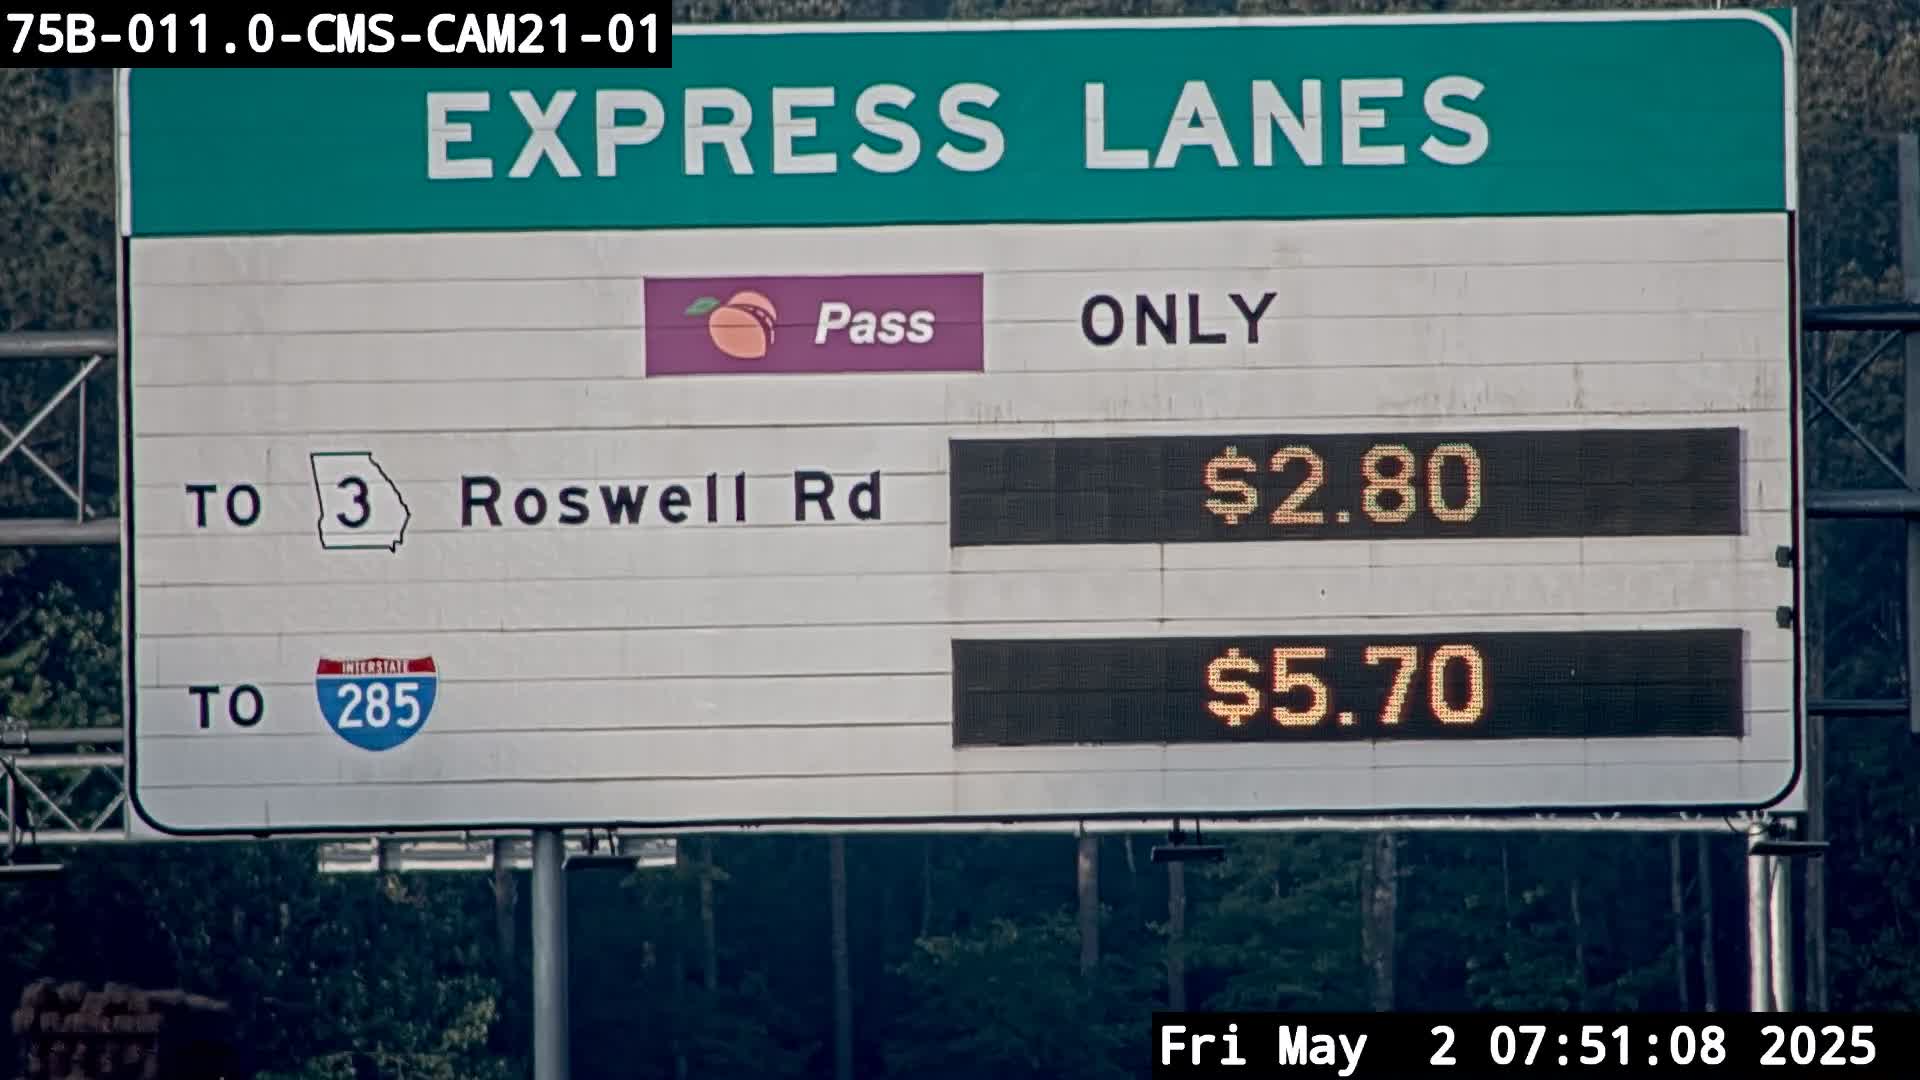 75B-011.0-CMS-CAM21-01
EXPRESS LANES
Pass ONLY
TO 3 Roswell Rd $2.80
TO INTERSTATE 285 $5.70
Fri May 2 07:51:08 2025